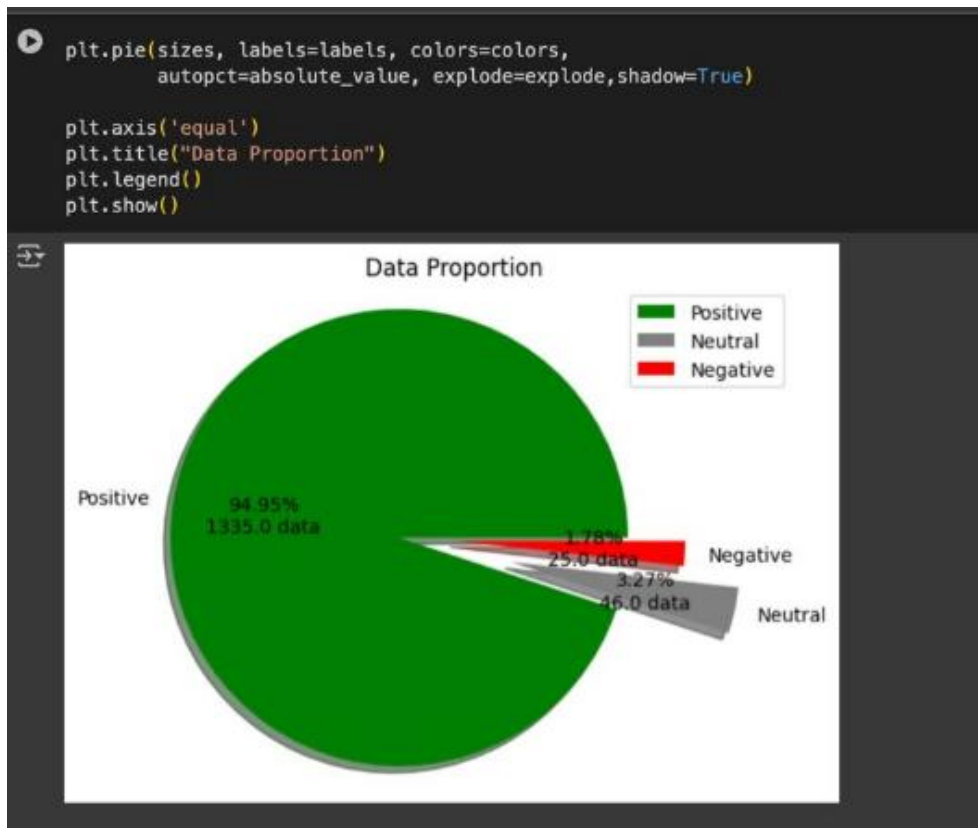 plt.pie(sizes, labels=labels, colors=colors,
autopct=absolute_value, explode=explode,shadow=True)
plt.axis('equal')
plt.title("Data Proportion")
plt.legend()
plt.show()
Data Proportion
Positive
Neutral
Negative
Positive
94.95%
1335.0 data
1.78%
25.0 data
Negative
3.27%
46.0 data
Neutral